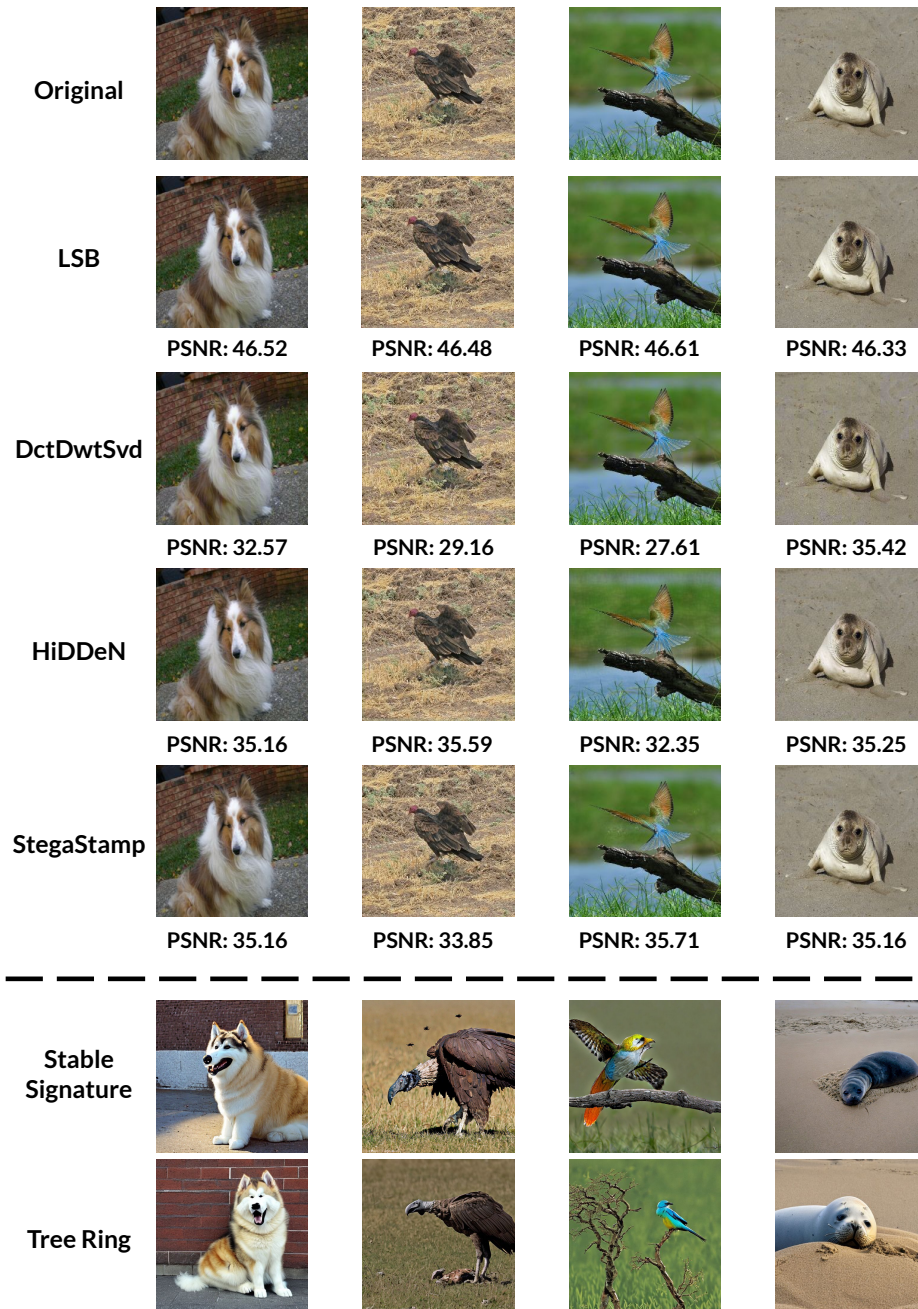 Original
LSB
PSNR: 46.52 PSNR: 46.48 PSNR: 46.61 PSNR: 46.33
DctDwtSvd
PSNR: 32.57 PSNR: 29.16 PSNR: 27.61 PSNR: 35.42
HiDDeN
PSNR: 35.16 PSNR: 35.59 PSNR: 32.35 PSNR: 35.25
StegaStamp
PSNR: 35.16 PSNR: 33.85 PSNR: 35.71 PSNR: 35.16
Stable
Signature
Tree Ring